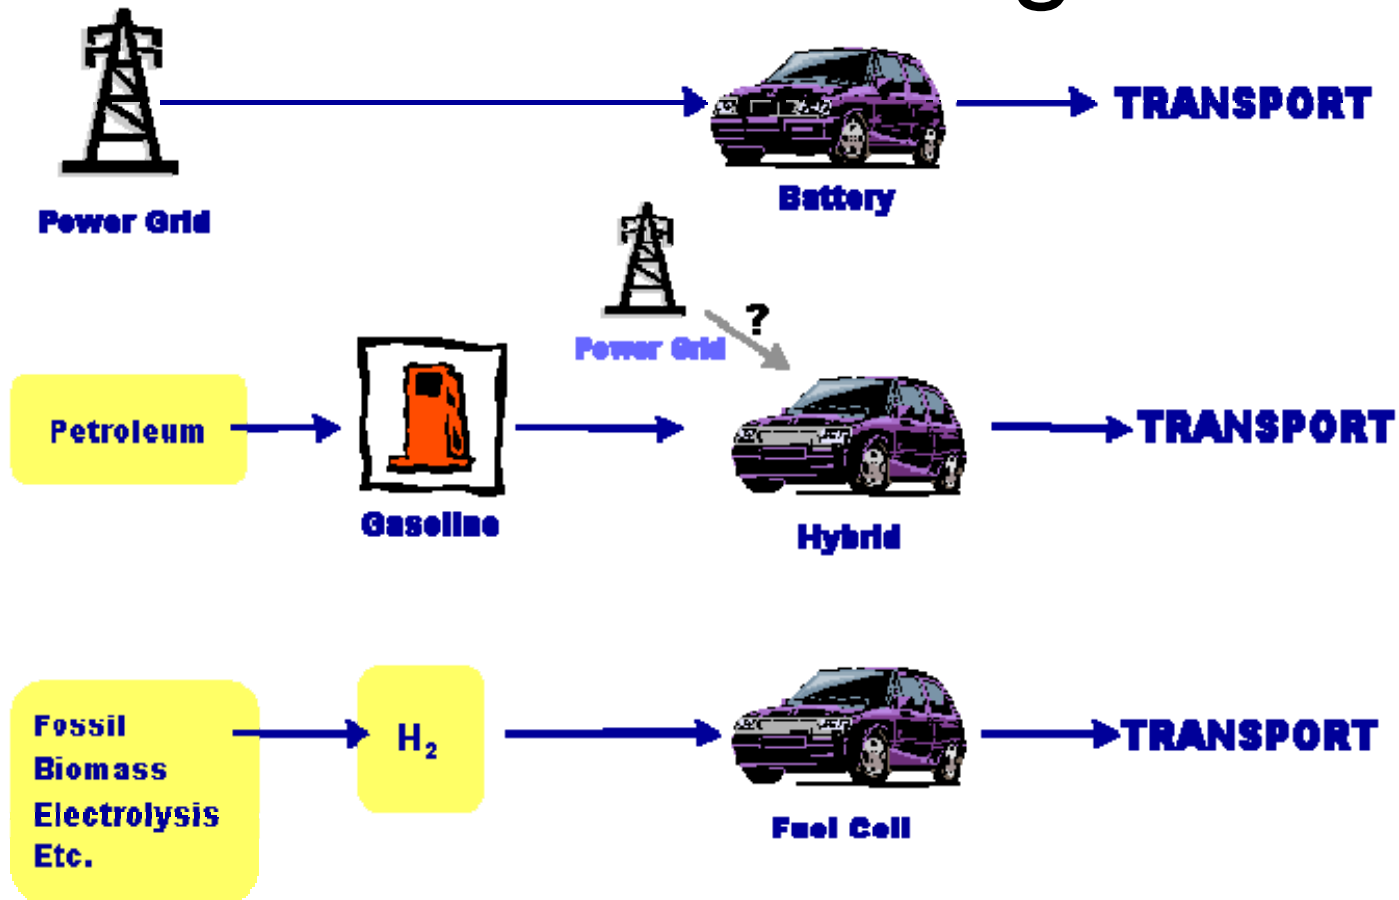 TRANSPORT
Battery
Power Grid
?
Power Grid
Petroleum
TRANSPORT
Gasoline
Hybrid
Fossil
Biomass
Electrolysis
Etc.
H₂
TRANSPORT
Fuel Cell